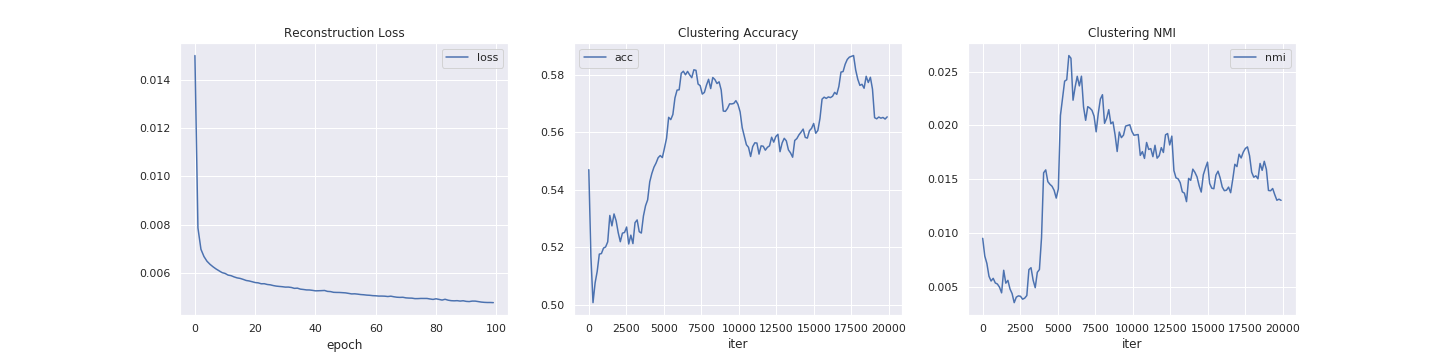 Reconstruction Loss
loss
0.014
0.012
0.010
0.008
0.006
0 20 40 60 80 100
epoch
Clustering Accuracy
acc
0.58
0.56
0.54
0.52
0.50
0 2500 5000 7500 10000 12500 15000 17500 20000
iter
Clustering NMI
nmi
0.025
0.020
0.015
0.010
0.005
0 2500 5000 7500 10000 12500 15000 17500 20000
iter